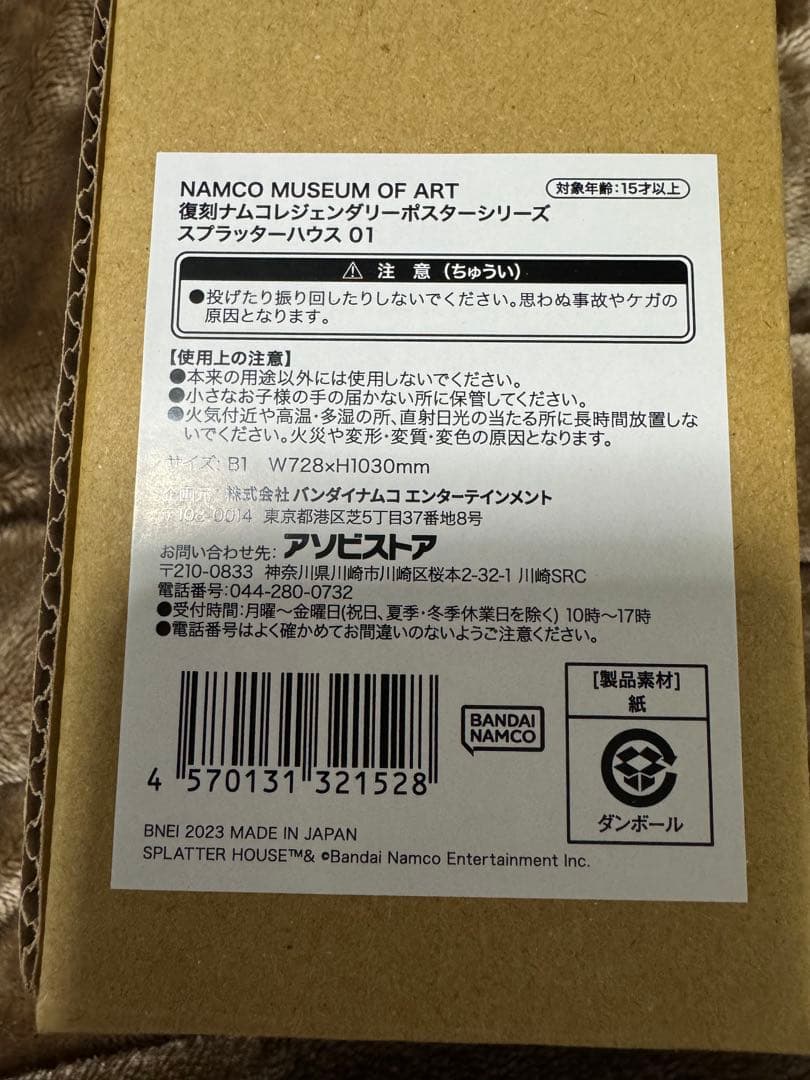 NAMCO MUSEUM OF ART
対象年齢:15才以上
復刻ナムコレジェンダリーポスターシリーズ
スプラッターハウス 01
⚠ 注 意 (ちゅうい)
●投げたり振り回したりしないでください。思わぬ事故やケガの
原因となります。
【使用上の注意】
●本来の用途以外には使用しないでください。
●小さなお子様の手の届かない所に保管してください。
●火気付近や高温・多湿の所、直射日光の当たる所に長時間放置しな
いでください。火災や変形・変質・変色の原因となります。
サイズ: B1 W728×H1030mm
企画元: 株式会社 バンダイナムコ エンターテインメント
〒108-0014 東京都港区芝5丁目37番地8号
お問い合わせ先: アソビストア
〒210-0833 神奈川県川崎市川崎区桜本2-32-1 川崎SRC
電話番号:044-280-0732
●受付時間:月曜〜金曜日(祝日、夏季・冬季休業日を除く) 10時〜17時
●電話番号はよく確かめてお間違いのないようご注意ください。
4 570131 321528
BANDAI
NAMCO
[製品素材]
紙
ダンボール
BNEI 2023 MADE IN JAPAN
SPLATTER HOUSE™& ©Bandai Namco Entertainment Inc.